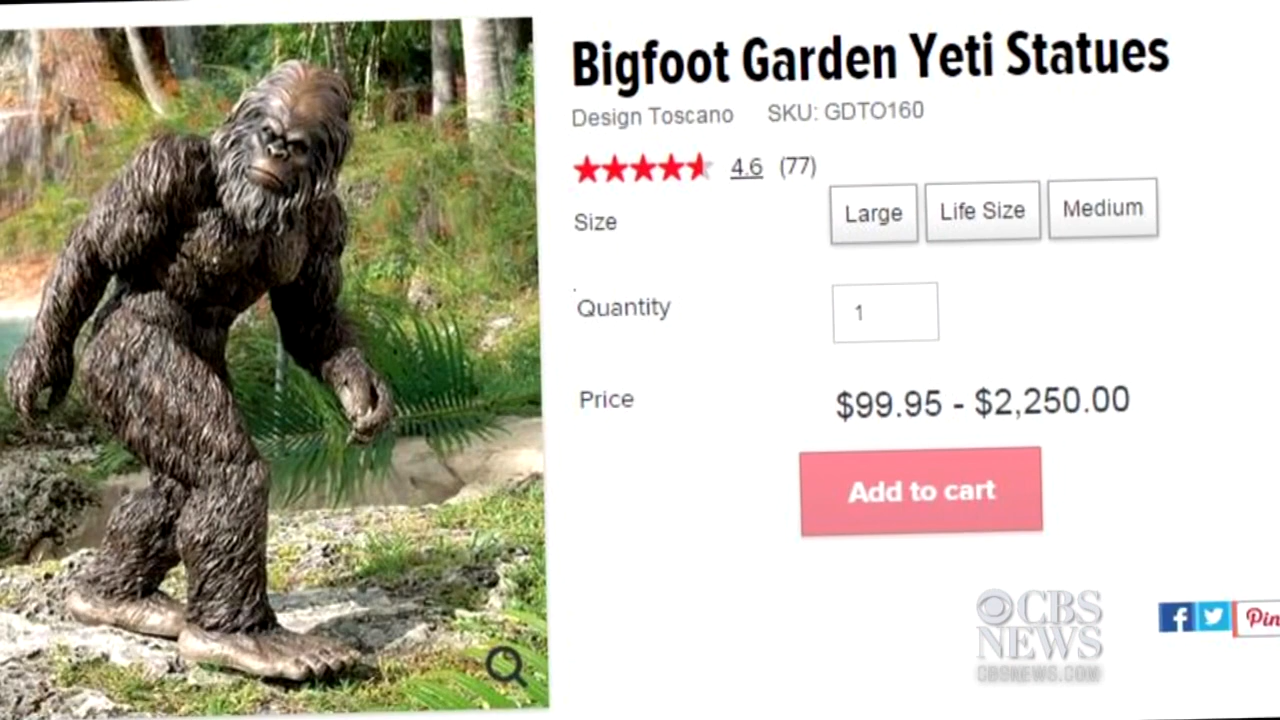 Bigfoot Garden Yeti Statues
Design Toscano SKU: GDTO160
4.6 (77)
Size Large Life Size Medium
Quantity 1
Price $99.95 - $2,250.00
Add to cart
CBS
NEWS
CBSNEWS.COM
f Pin